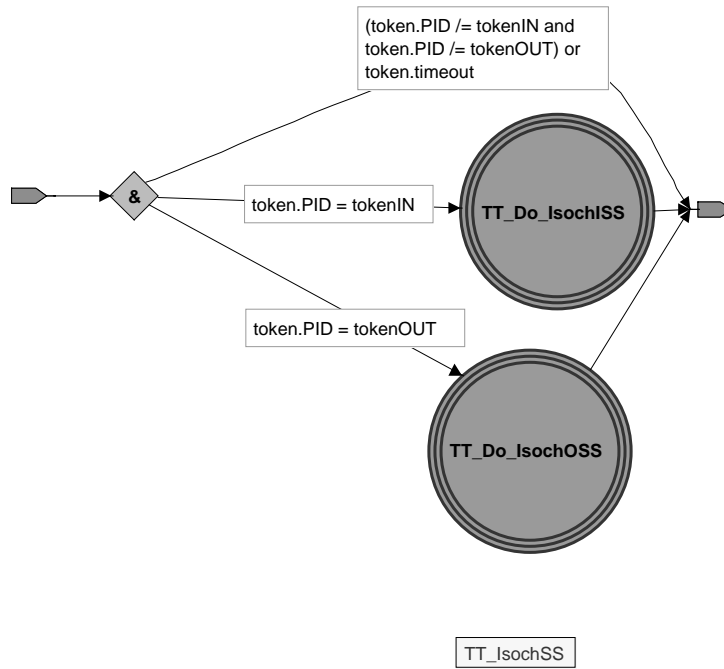 (token.PID /= tokenIN and
token.PID /= tokenOUT) or
token.timeout
&
token.PID = tokenIN
TT_Do_IsochISS
token.PID = tokenOUT
TT_Do_IsochOSS
TT_IsochSS